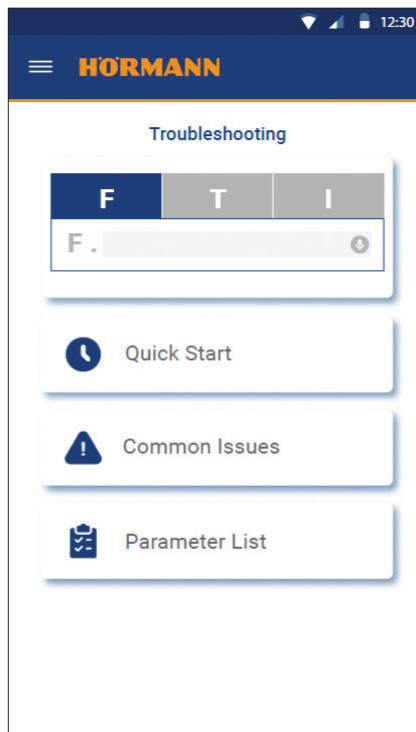 12:30
HÖRMANN
Troubleshooting
F T I
F.
Quick Start
Common Issues
Parameter List